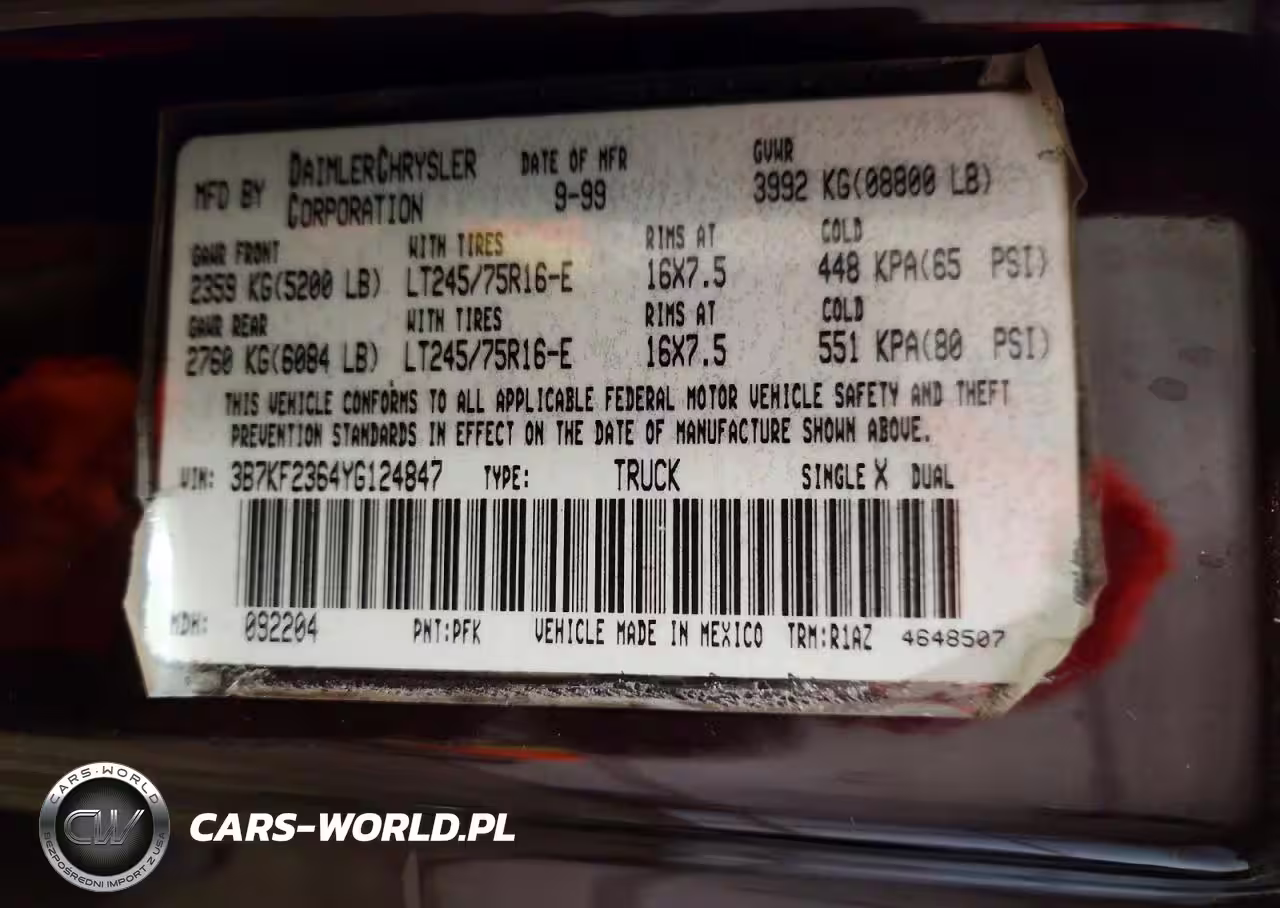 MFD BY DAIMLERCHRYSLER CORPORATION DATE OF MFR 9-99 GVWR 3992 KG(08800 LB)
GAWR FRONT WITH TIRES RIMS AT COLD
2359 KG(5200 LB) LT245/75R16-E 16X7.5 448 KPA(65 PSI)
GAWR REAR WITH TIRES RIMS AT COLD
2760 KG(6084 LB) LT245/75R16-E 16X7.5 551 KPA(80 PSI)
THIS VEHICLE CONFORMS TO ALL APPLICABLE FEDERAL MOTOR VEHICLE SAFETY AND THEFT
PREVENTION STANDARDS IN EFFECT ON THE DATE OF MANUFACTURE SHOWN ABOVE.
VIN: 3B7KF2364YG124847 TYPE: TRUCK SINGLE X DUAL
MDH: 092204 PNT:PFK VEHICLE MADE IN MEXICO TRM:R1AZ 4648507
CARS-WORLD
CW
BEZPOŚREDNI IMPORT Z USA
CARS-WORLD.PL